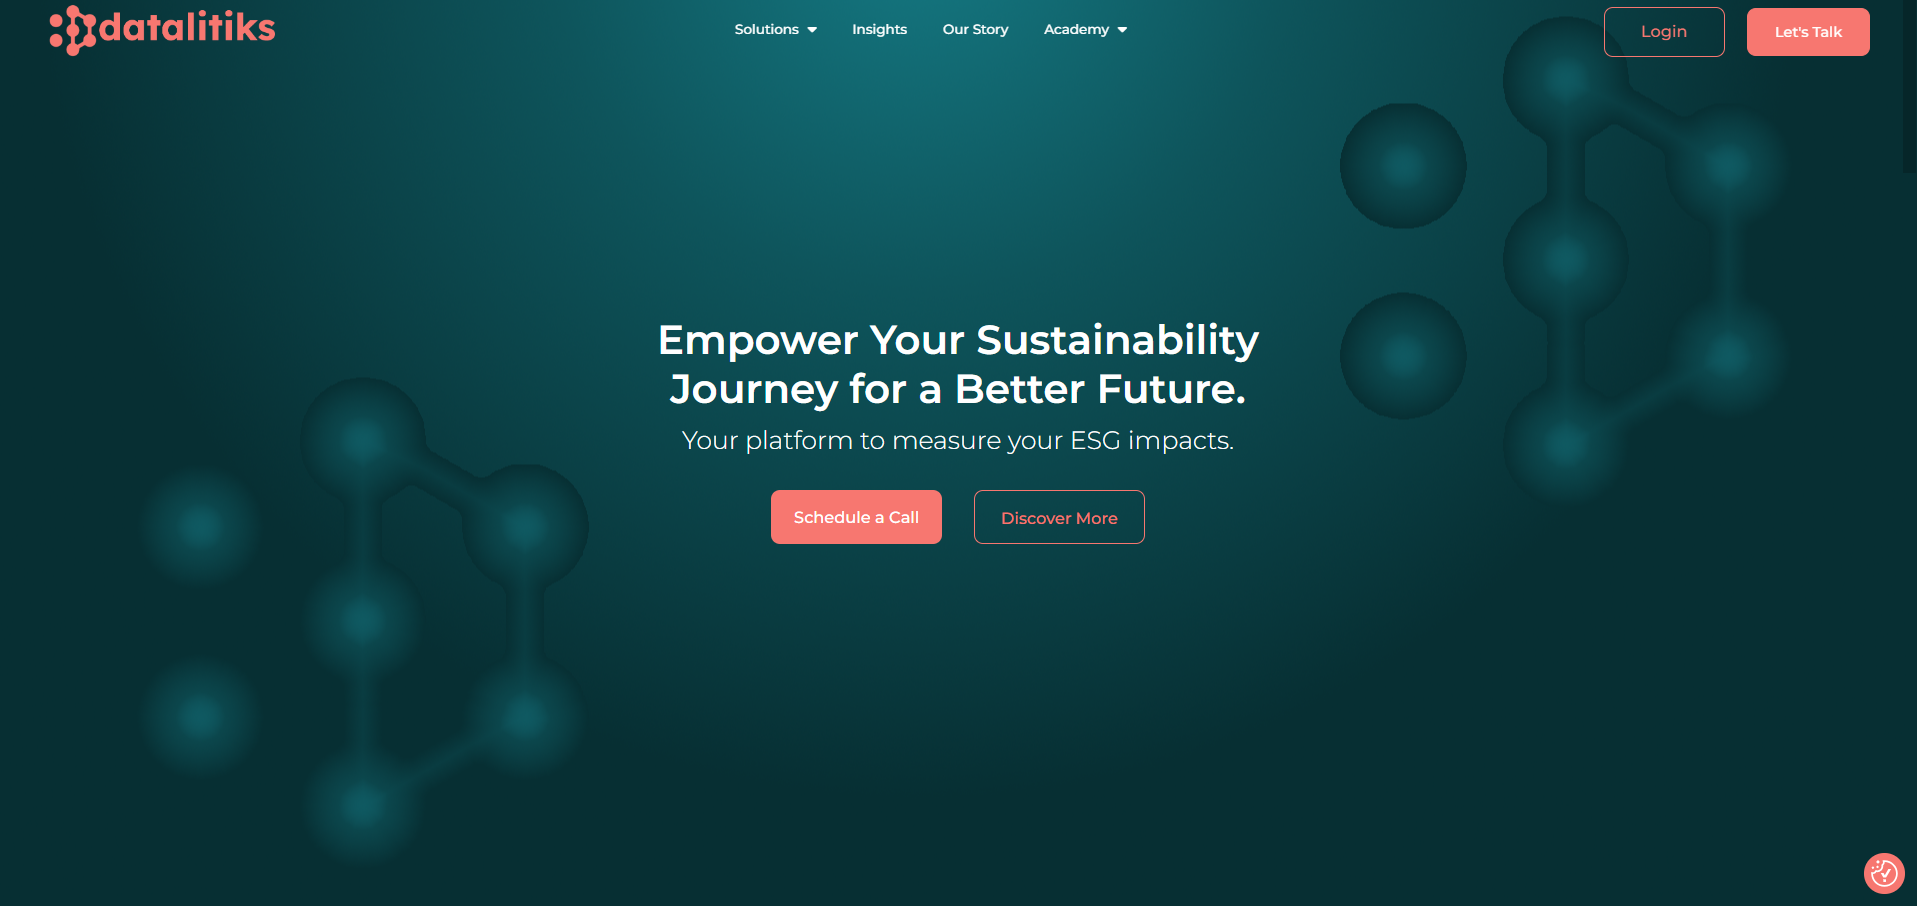 datalitiks
Solutions
Insights
Our Story
Academy
Login
Let's Talk
Empower Your Sustainability
Journey for a Better Future.
Your platform to measure your ESG impacts.
Schedule a Call
Discover More